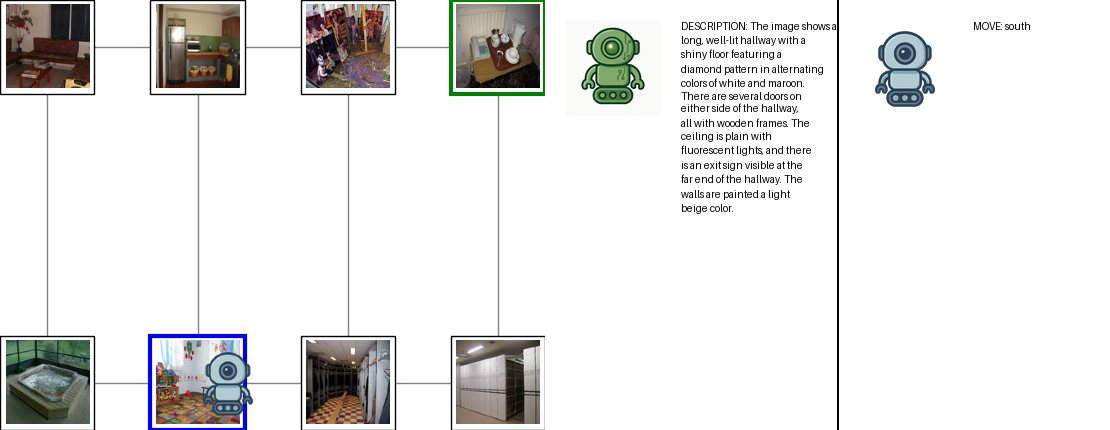 DESCRIPTION: The image shows a
long, well-lit hallway with a
shiny floor featuring a
diamond pattern in alternating
colors of white and maroon.
There are several doors on
either side of the hallway,
all with wooden frames. The
ceiling is plain with
fluorescent lights, and there
is an exit sign visible at the
far end of the hallway. The
walls are painted a light
beige color.
MOVE: south